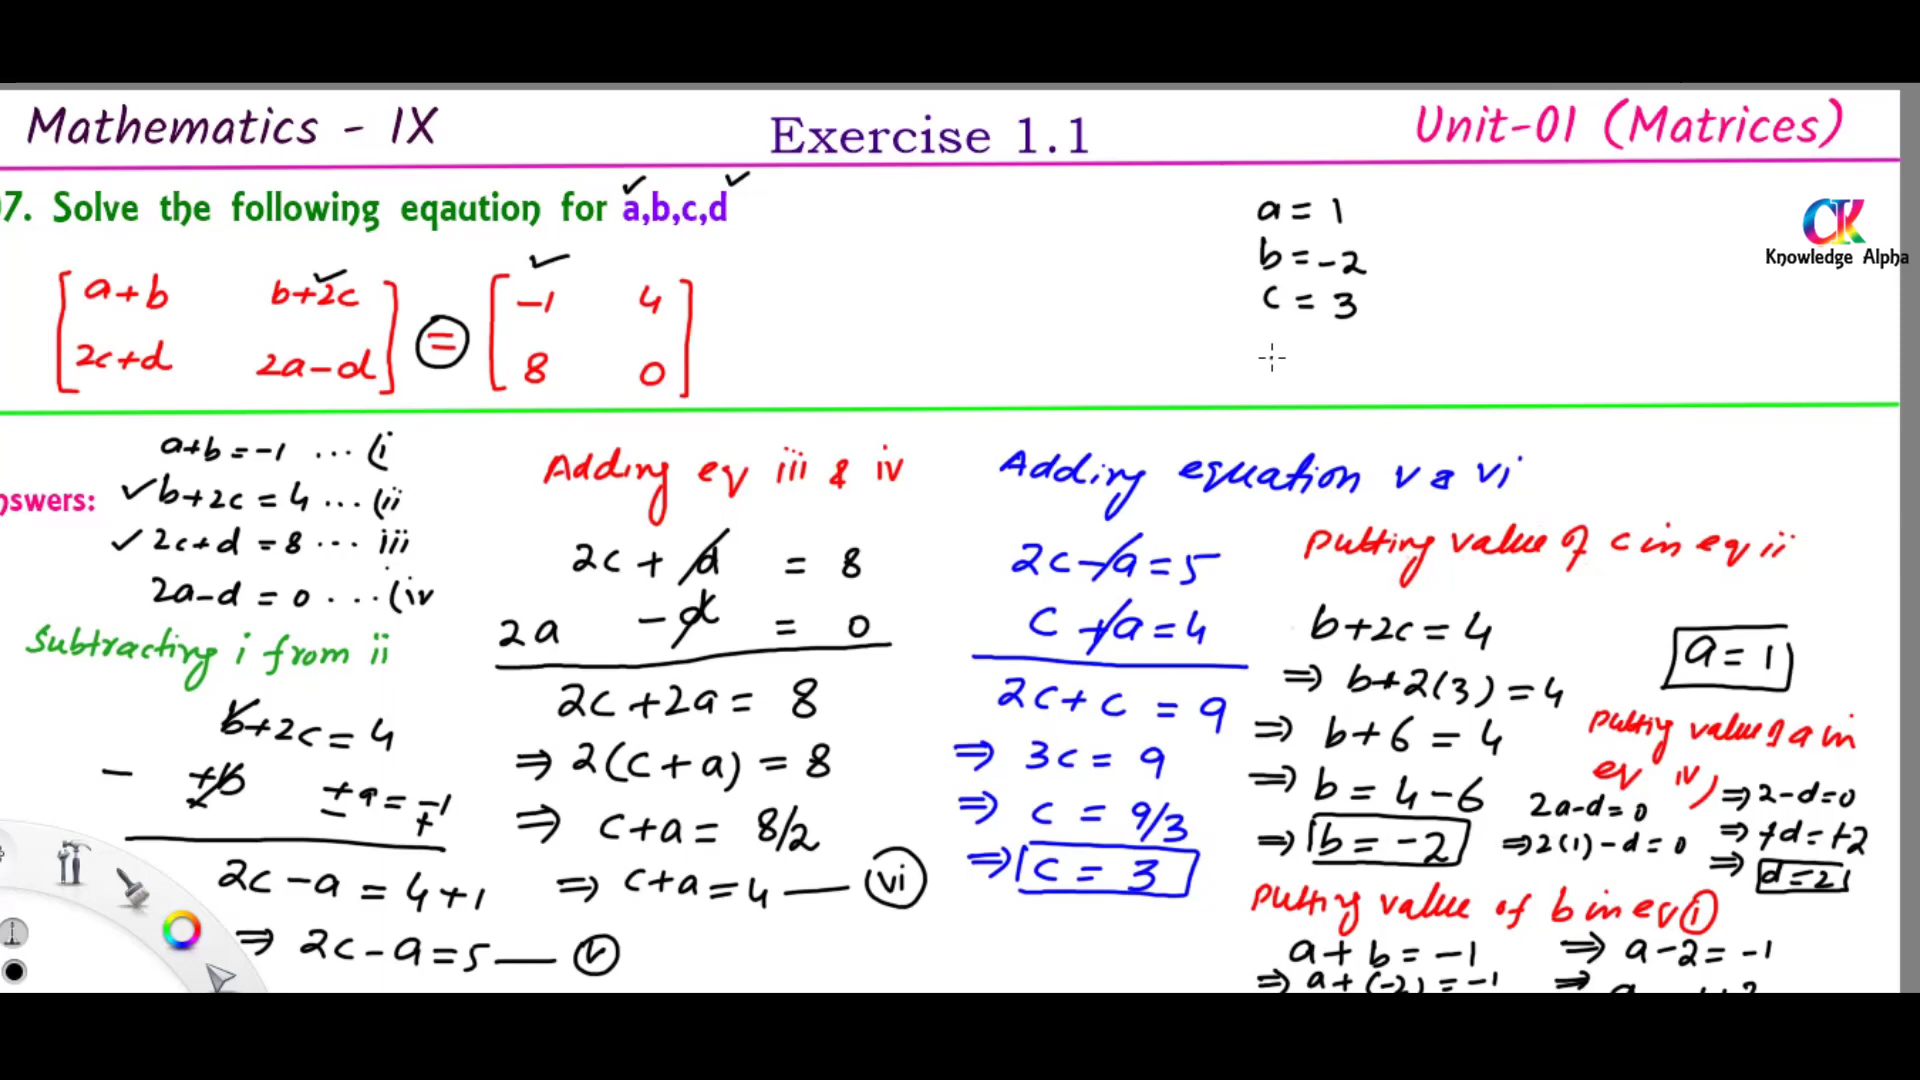 Mathematics - IX
Exercise 1.1
Unit-01 (Matrices)
07. Solve the following eqaution for a,b,c,d
a+b b+2c
2c+d 2a-d
=
-1 4
8 0
a = 1
b = -2
c = 3
CK
Knowledge Alpha
nswers:
a+b = -1 ... (i
b+2c = 4 ... (ii
2c+d = 8 ... iii
2a-d = 0 ... (iv
Subtracting i from ii
b+2c = 4
- +b ± a = -1
2c - a = 4+1
⇒ 2c - a = 5 — (v)
Adding eq iii & iv
2c + d = 8
2a - d = 0
2c + 2a = 8
⇒ 2(c+a) = 8
⇒ c+a = 8/2
⇒ c+a = 4 — (vi)
Adding equation v & vi
2c - a = 5
c + a = 4
2c + c = 9
⇒ 3c = 9
⇒ c = 9/3
⇒ c = 3
Putting value of c in eq ii
b+2c = 4
⇒ b+2(3) = 4
⇒ b+6 = 4
⇒ b = 4-6
⇒ b = -2
Putting value of b in eq (i)
a + b = -1
⇒ a + (-2) = -1
⇒ a-2 = -1
a = 1
Putting value of a in
eq iv)
2a-d = 0
⇒ 2(1) - d = 0
⇒ 2-d = 0
⇒ +d = +2
⇒ d = 2